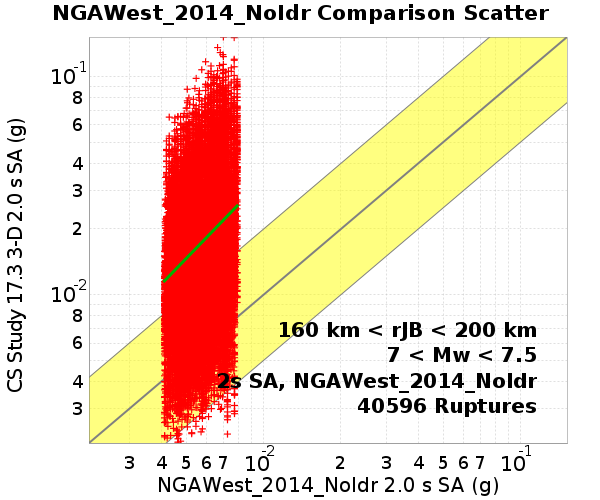 NGAWest_2014_NoIdr Comparison Scatter
CS Study 17.3 3-D 2.0 s SA (g)
10-1
8
6
4
3
2
10-2
8
6
4
3
160 km < rJB < 200 km
7 < Mw < 7.5
2s SA, NGAWest_2014_NoIdr
40596 Ruptures
3 4 5 6 7 10-2 2 3 4 5 6 7 10-1
NGAWest_2014_NoIdr 2.0 s SA (g)